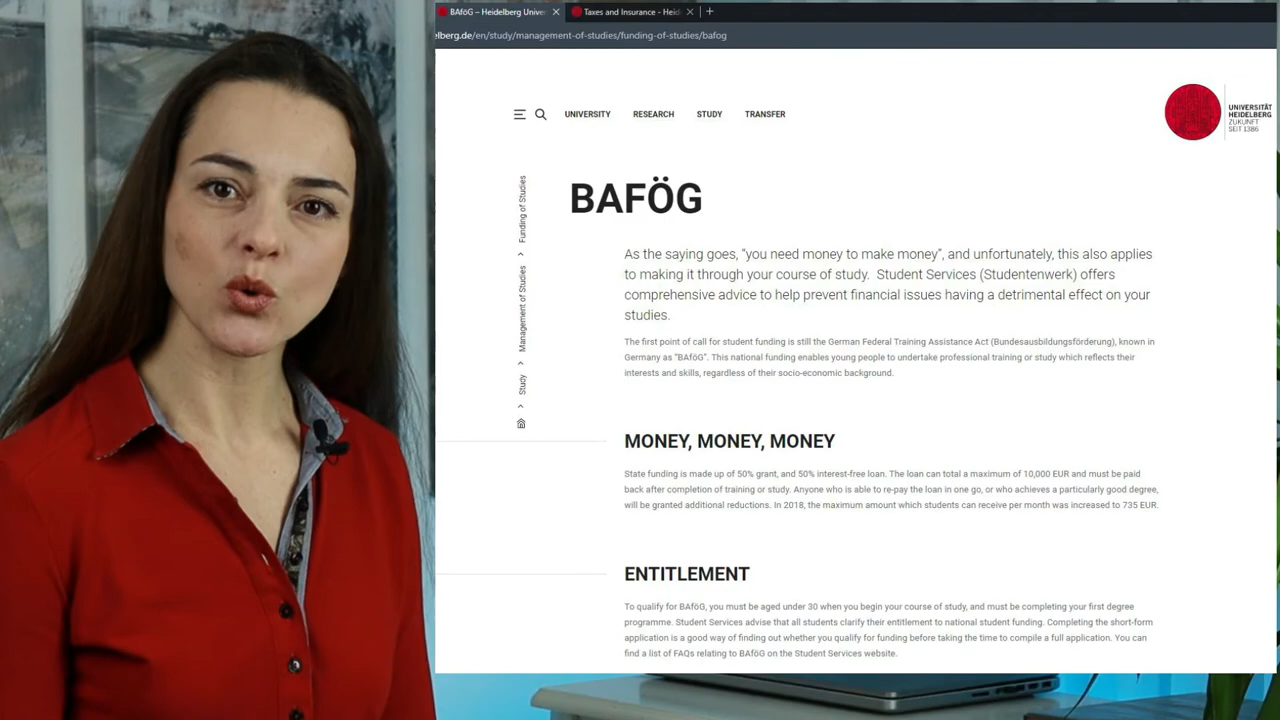 BAföG – Heidelberg Unive
Taxes and Insurance - Heid
elberg.de/en/study/management-of-studies/funding-of-studies/bafog
UNIVERSITY
RESEARCH
STUDY
TRANSFER
UNIVERSITÄT
HEIDELBERG
ZUKUNFT
SEIT 1386
Funding of Studies
Management of Studies
Study
BAFÖG
As the saying goes, "you need money to make money", and unfortunately, this also applies
to making it through your course of study. Student Services (Studentenwerk) offers
comprehensive advice to help prevent financial issues having a detrimental effect on your
studies.
The first point of call for student funding is still the German Federal Training Assistance Act (Bundesausbildungsförderung), known in
Germany as "BAföG". This national funding enables young people to undertake professional training or study which reflects their
interests and skills, regardless of their socio-economic background.
MONEY, MONEY, MONEY
State funding is made up of 50% grant, and 50% interest-free loan. The loan can total a maximum of 10,000 EUR and must be paid
back after completion of training or study. Anyone who is able to re-pay the loan in one go, or who achieves a particularly good degree,
will be granted additional reductions. In 2018, the maximum amount which students can receive per month was increased to 735 EUR.
ENTITLEMENT
To qualify for BAföG, you must be aged under 30 when you begin your course of study, and must be completing your first degree
programme. Student Services advise that all students clarify their entitlement to national student funding. Completing the short-form
application is a good way of finding out whether you qualify for funding before taking the time to compile a full application. You can
find a list of FAQs relating to BAföG on the Student Services website.